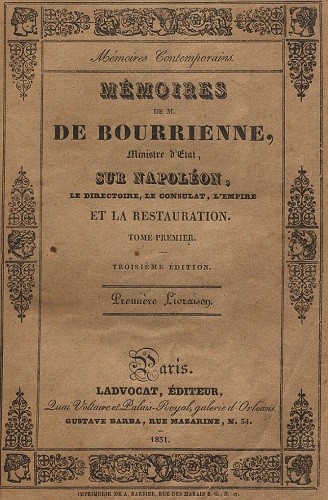 Mémoires Contemporains.
MÉMOIRES
DE M.
DE BOURRIENNE,
Ministre d'Etat,
SUR NAPOLÉON,
LE DIRECTOIRE, LE CONSULAT, L'EMPIRE
ET LA RESTAURATION.
TOME PREMIER.
TROISIÈME ÉDITION.
Première Livraison.
Paris.
LADVOCAT, ÉDITEUR,
Quai Voltaire et Palais-Royal, galerie d'Orléans.
GUSTAVE BARBA, RUE MAZARINE, N. 34.
1831.
IMPRIMERIE DE A. BARBIER, RUE DES MARAIS S. G., N. 17.